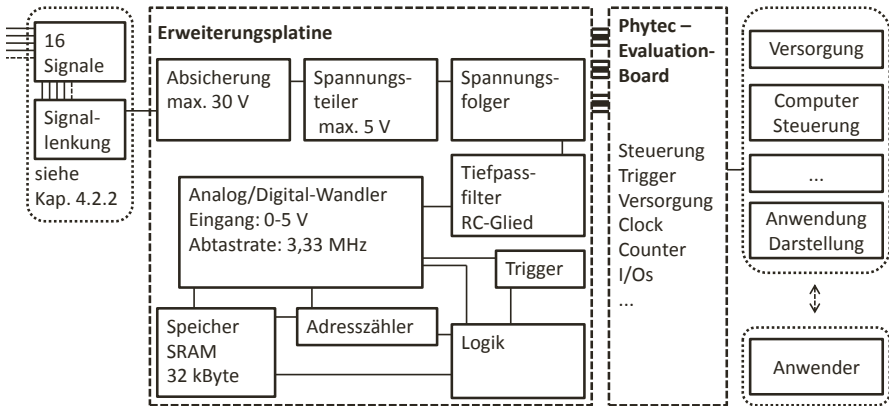 16
Signale
Signal-
lenkung
siehe
Kap. 4.2.2
Erweiterungsplatine
Absicherung
max. 30 V
Spannungs-
teiler
max. 5 V
Spannungs-
folger
Tiefpass-
filter
RC-Glied
Analog/Digital-Wandler
Eingang: 0-5 V
Abtastrate: 3,33 MHz
Trigger
Speicher
SRAM
32 kByte
Adresszähler
Logik
Phytec –
Evaluation-
Board
Steuerung
Trigger
Versorgung
Clock
Counter
I/Os
...
Versorgung
Computer
Steuerung
...
Anwendung
Darstellung
Anwender